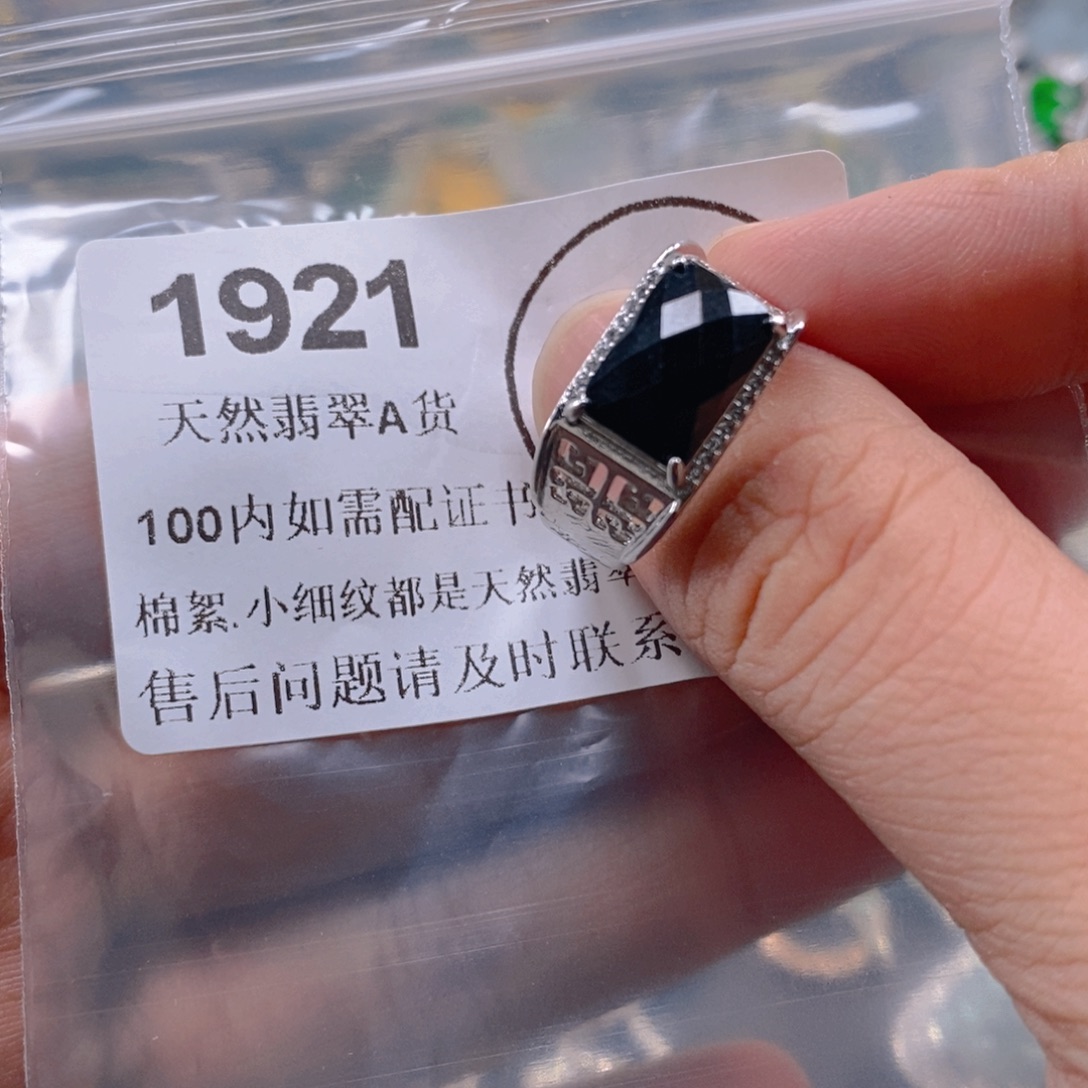 1921
天然翡翠A货
100内如需配证书
棉絮.小细纹都是天然翡翠
售后问题请及时联系